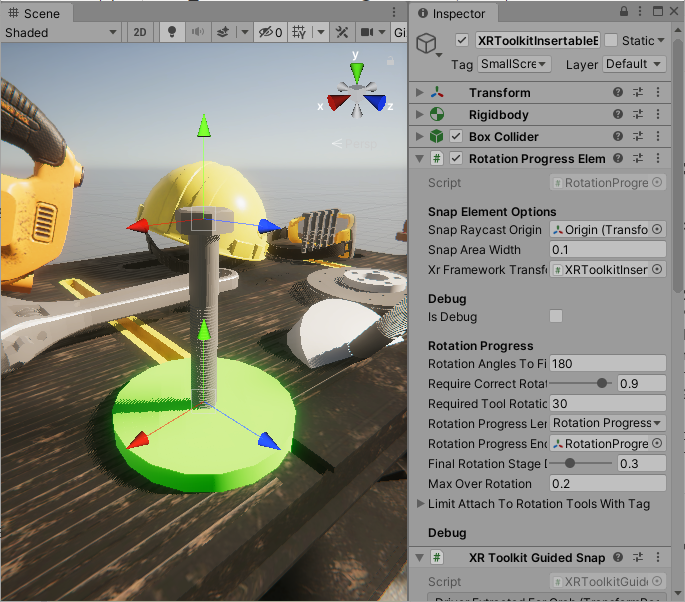 Scene
Inspector
Shaded
2D
0
Gi
XRToolkitInsertableE
Static
Tag
SmallScre
Layer
Default
y
x
z
Persp
Transform
Rigidbody
Box Collider
Rotation Progress Elem
Script
RotationProgre
Snap Element Options
Snap Raycast Origin
Origin (Transfo
Snap Area Width
0.1
Xr Framework Transfo
XRToolkitInser
Debug
Is Debug
Rotation Progress
Rotation Angles To Fi
180
Require Correct Rotat
0.9
Required Tool Rotatic
30
Rotation Progress Ler
Rotation Progress
Rotation Progress Enc
RotationProgre
Final Rotation Stage D
0.3
Max Over Rotation
0.2
Limit Attach To Rotation Tools With Tag
Debug
XR Toolkit Guided Snap
Script
XRToolkitGuide